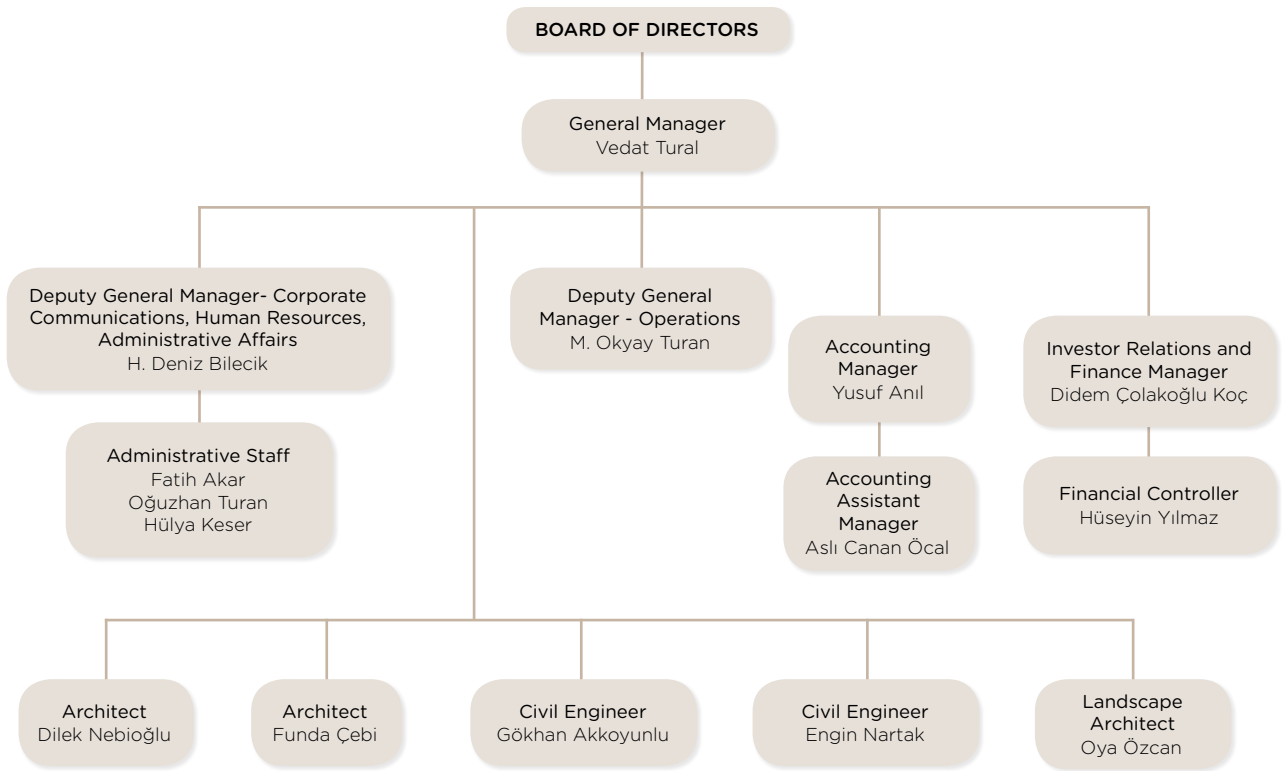 BOARD OF DIRECTORS
General Manager
Vedat Tural
Deputy General Manager- Corporate
Communications, Human Resources,
Administrative Affairs
H. Deniz Bilecik
Deputy General
Manager - Operations
M. Okyay Turan
Accounting
Manager
Yusuf Anıl
Investor Relations and
Finance Manager
Didem Çolakoğlu Koç
Administrative Staff
Fatih Akar
Oğuzhan Turan
Hülya Keser
Accounting
Assistant
Manager
Aslı Canan Öcal
Financial Controller
Hüseyin Yılmaz
Architect
Dilek Nebioğlu
Architect
Funda Çebi
Civil Engineer
Gökhan Akkoyunlu
Civil Engineer
Engin Nartak
Landscape
Architect
Oya Özcan